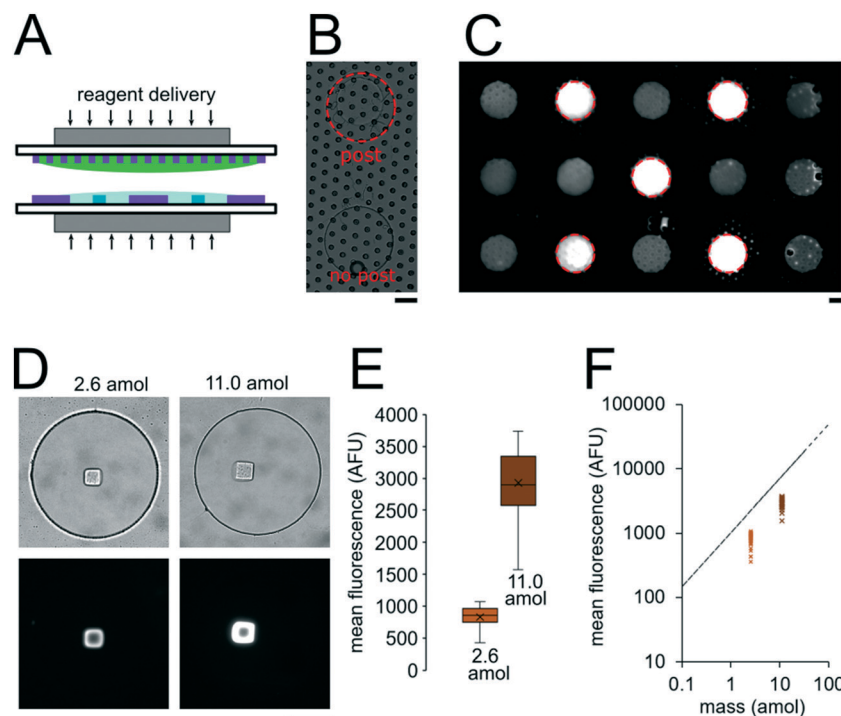 A
reagent delivery
B
post
no post
C
D
2.6 amol
11.0 amol
E
mean fluorescence (AFU)
4000
3500
3000
2500
2000
1500
1000
500
0
2.6
amol
11.0
amol
F
mean fluorescence (AFU)
100000
10000
1000
100
10
0.1
1
10
100
mass (amol)